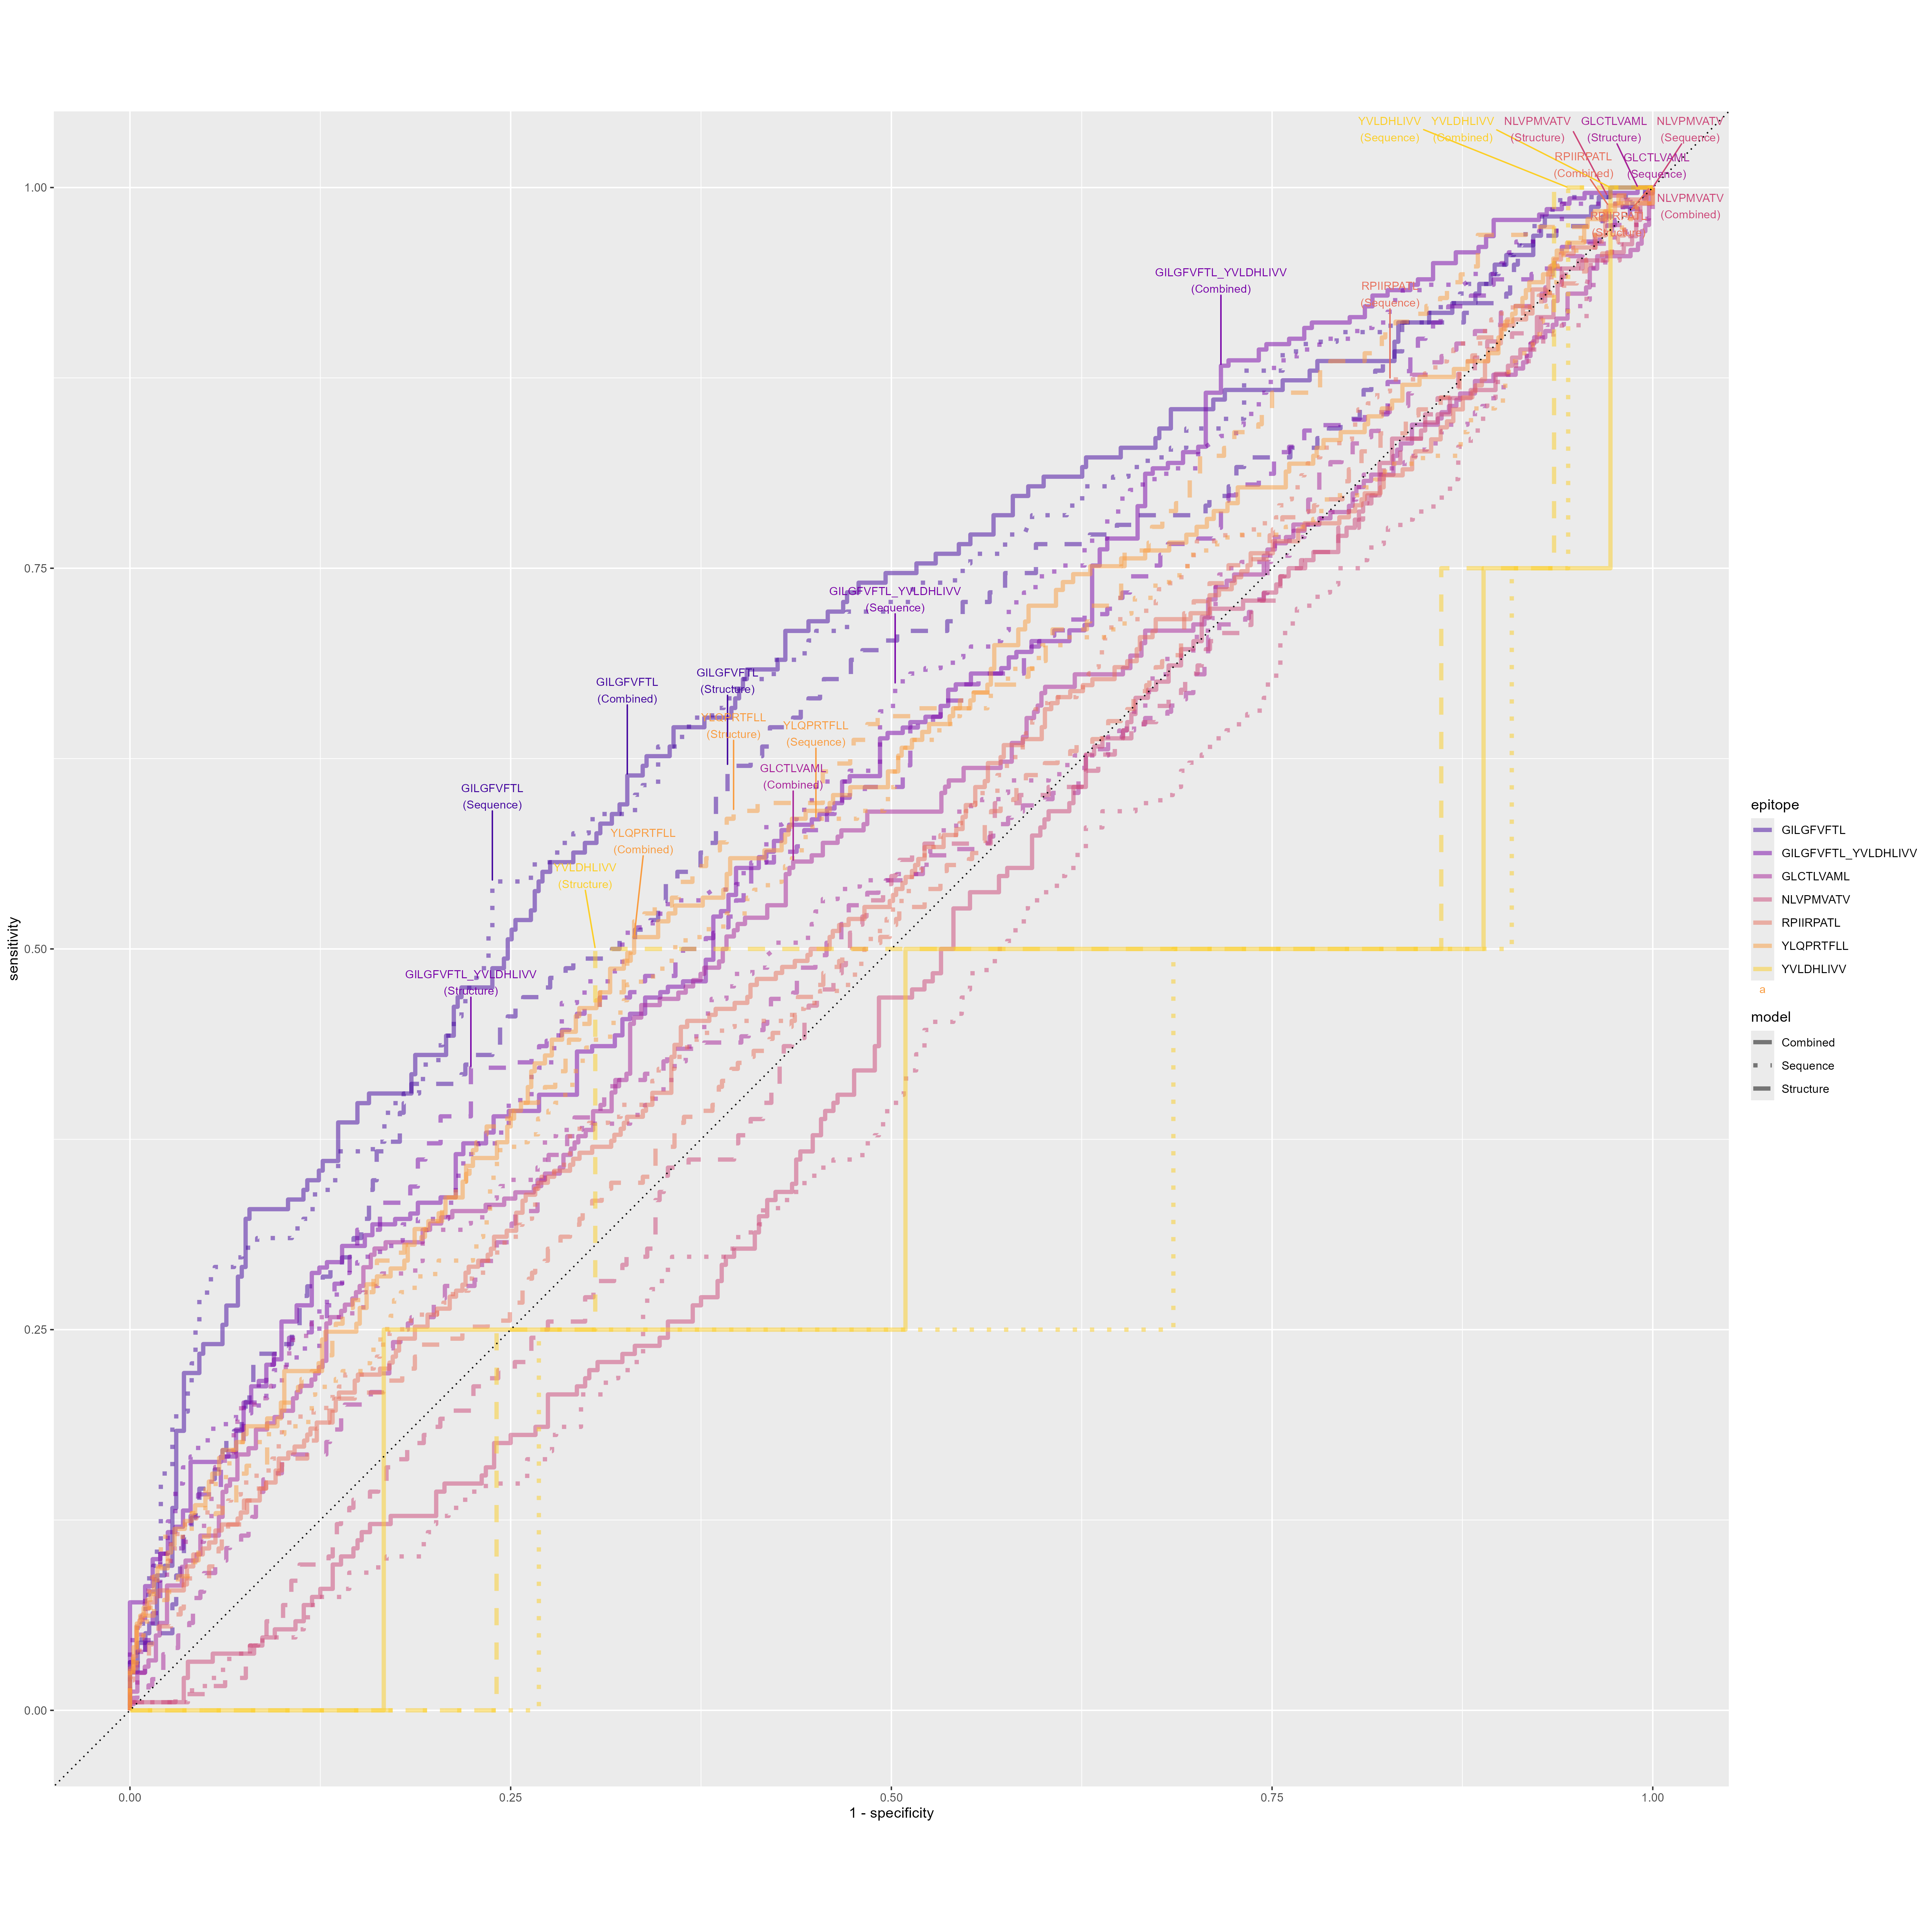 YVLDHLIVV
(Sequence)
YVLDHLIVV
(Combined)
NLVPMVATV
(Structure)
GLCTLVAML
(Structure)
NLVPMVATV
(Sequence)
RPIIRPATL
(Combined)
GLCTLVAML
(Sequence)
NLVPMVATV
(Combined)
RPIIRPATL
(Structure)
GILGFVFTL_YVLDHLIVV
(Combined)
RPIIRPATL
(Sequence)
GILGFVFTL_YVLDHLIVV
(Sequence)
GILGFVFTL
(Combined)
GILGFVFTL
(Structure)
YLQPRTFLL
(Structure)
YLQPRTFLL
(Sequence)
GLCTLVAML
(Combined)
GILGFVFTL
(Sequence)
YLQPRTFLL
(Combined)
YVLDHLIVV
(Structure)
GILGFVFTL_YVLDHLIVV
(Structure)
1.00
0.75
0.50
0.25
0.00
sensitivity
0.00
0.25
0.50
0.75
1.00
1 - specificity
epitope
GILGFVFTL
GILGFVFTL_YVLDHLIVV
GLCTLVAML
NLVPMVATV
RPIIRPATL
YLQPRTFLL
YVLDHLIVV
a
model
Combined
Sequence
Structure